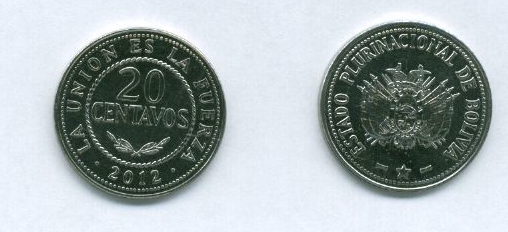 LA UNION ES LA FUERZA
20
CENTAVOS
2012
ESTADO PLURINACIONAL DE BOLIVIA